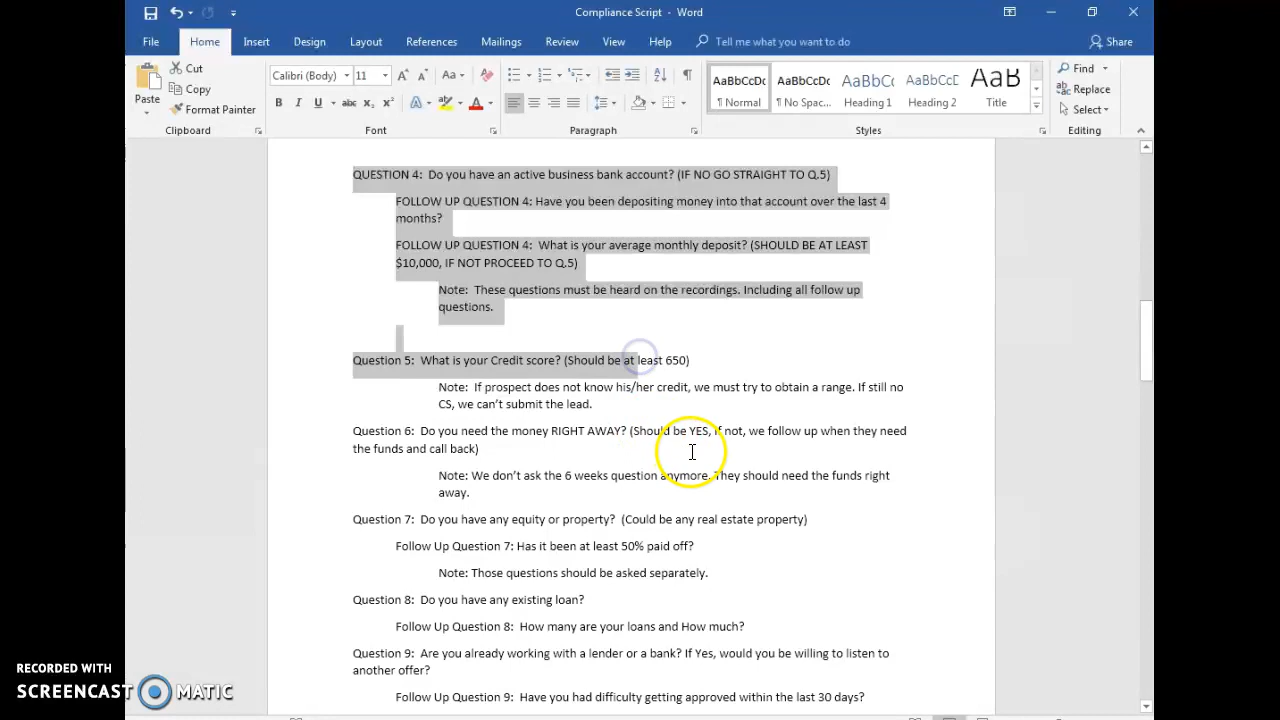 Compliance Script - Word
File Home Insert Design Layout References Mailings Review View Help Tell me what you want to do Share
Paste Cut Copy Format Painter
Calibri (Body) 11 Aa
B I U abc x₂ x² A A
AaBbCcDc AaBbCcDc AaBbCc AaBbCcD AaB
¶ Normal ¶ No Spac... Heading 1 Heading 2 Title
Find Replace Select
Clipboard Font Paragraph Styles Editing
QUESTION 4: Do you have an active business bank account? (IF NO GO STRAIGHT TO Q.5)
FOLLOW UP QUESTION 4: Have you been depositing money into that account over the last 4
months?
FOLLOW UP QUESTION 4: What is your average monthly deposit? (SHOULD BE AT LEAST
$10,000, IF NOT PROCEED TO Q.5)
Note: These questions must be heard on the recordings. Including all follow up
questions.
Question 5: What is your Credit score? (Should be at least 650)
Note: If prospect does not know his/her credit, we must try to obtain a range. If still no
CS, we can't submit the lead.
Question 6: Do you need the money RIGHT AWAY? (Should be YES, if not, we follow up when they need
the funds and call back)
Note: We don't ask the 6 weeks question anymore. They should need the funds right
away.
Question 7: Do you have any equity or property? (Could be any real estate property)
Follow Up Question 7: Has it been at least 50% paid off?
Note: Those questions should be asked separately.
Question 8: Do you have any existing loan?
Follow Up Question 8: How many are your loans and How much?
Question 9: Are you already working with a lender or a bank? If Yes, would you be willing to listen to
another offer?
Follow Up Question 9: Have you had difficulty getting approved within the last 30 days?
RECORDED WITH
SCREENCAST MATIC